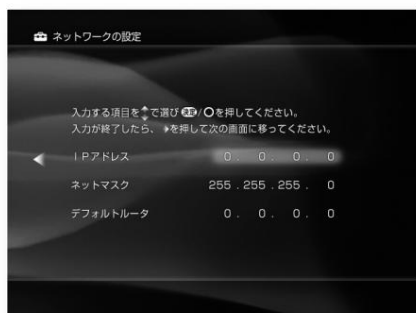 ネットワークの設定
入力する項目を▲▼で選び 決定/○を押してください。
入力が終了したら、▶を押して次の画面に移ってください。
IPアドレス 0. 0. 0. 0
ネットマスク 255.255.255. 0
デフォルトルータ 0. 0. 0. 0